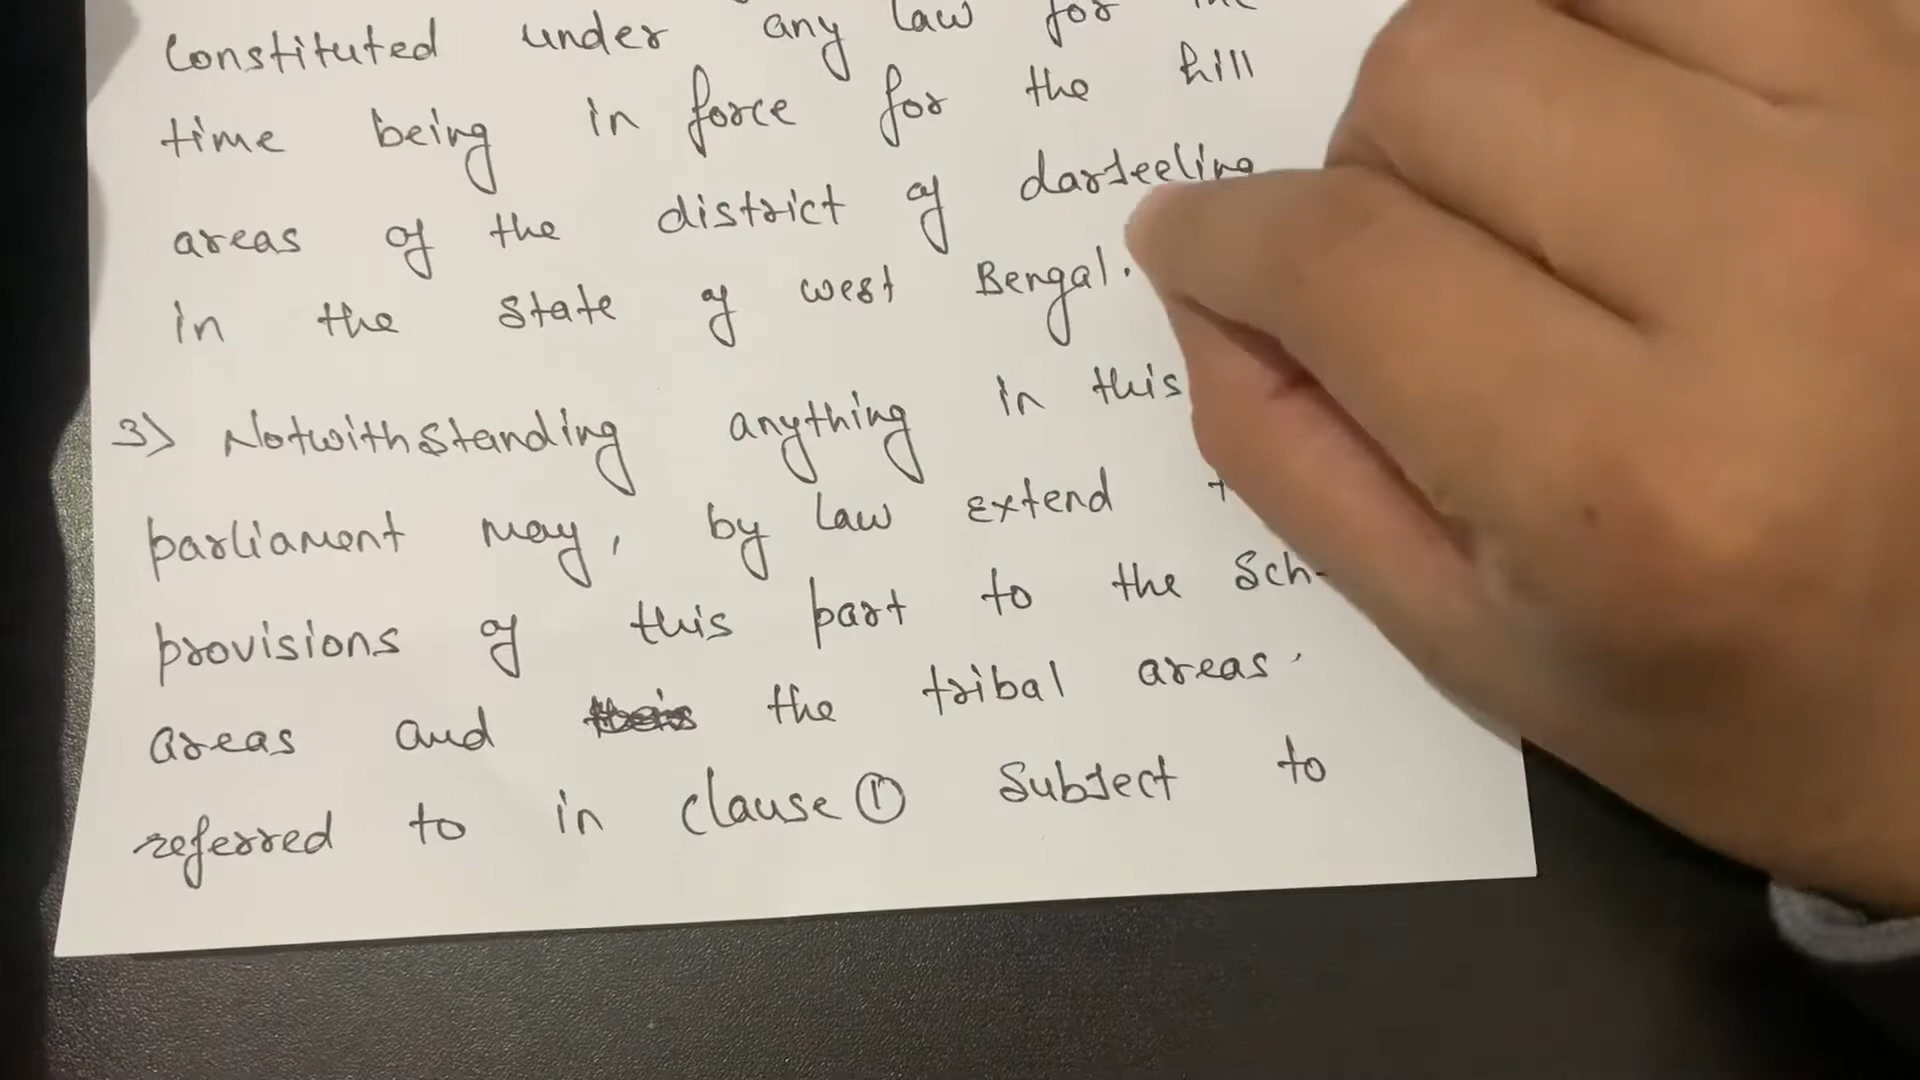 Constituted under any law for
time being in force for the hill
areas of the district of darjeeling
in the state of west Bengal.
3) Notwithstanding anything in this
parliament may, by law extend
provisions of this part to the Sch-
areas and the tribal areas.
referred to in clause ① Subject to